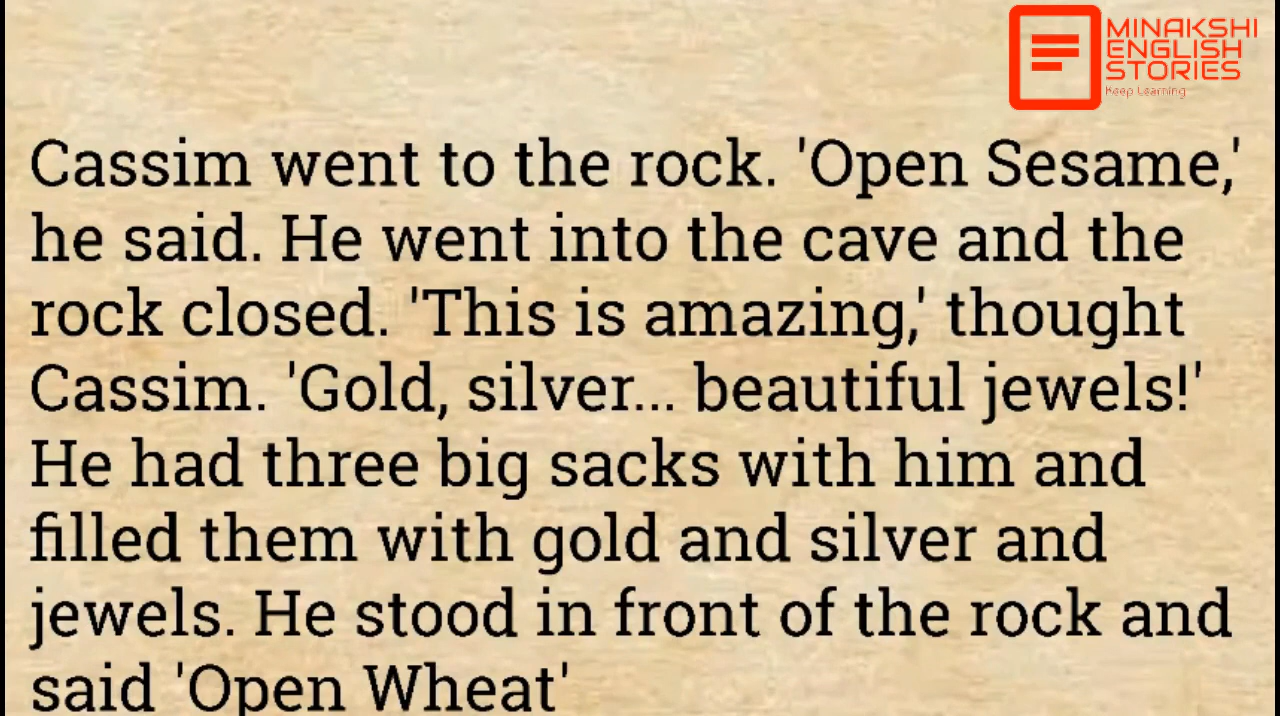 MINAKSHI
ENGLISH
STORIES
Keep Learning
Cassim went to the rock. 'Open Sesame,'
he said. He went into the cave and the
rock closed. 'This is amazing,' thought
Cassim. 'Gold, silver... beautiful jewels!'
He had three big sacks with him and
filled them with gold and silver and
jewels. He stood in front of the rock and
said 'Open Wheat'